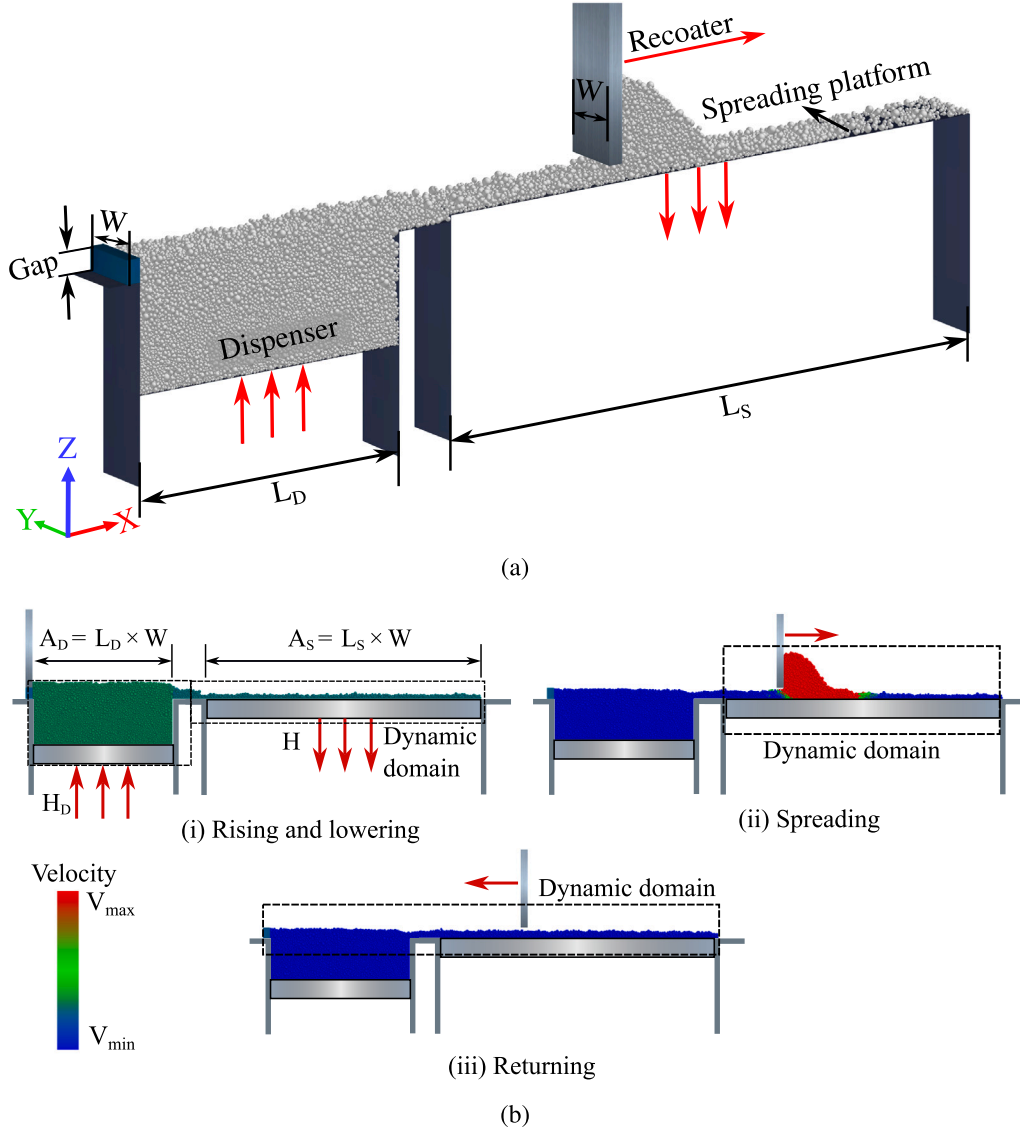 Recoater
W
Spreading platform
W
Gap
Dispenser
L_S
L_D
Z
Y
X
(a)
A_D = L_D × W
A_S = L_S × W
H
Dynamic
domain
H_D
(i) Rising and lowering
Dynamic domain
(ii) Spreading
Velocity
V_max
V_min
Dynamic domain
(iii) Returning
(b)